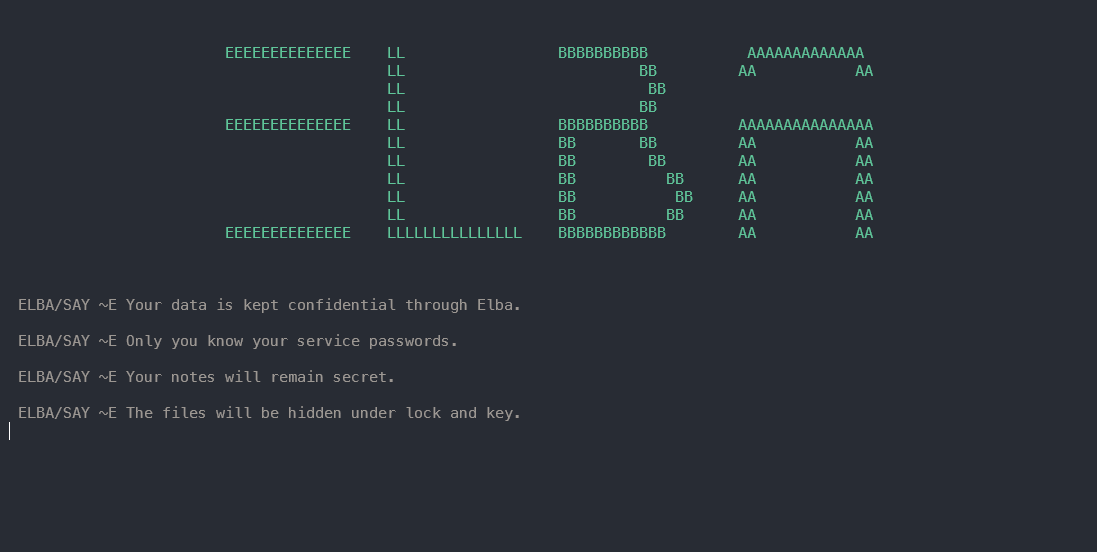 EEEEEEEEEEEEEE    LL                 BBBBBBBBBB           AAAAAAAAAAAAA
                  LL                          BB         AA           AA
                  LL                           BB
                  LL                          BB
EEEEEEEEEEEEEE    LL                 BBBBBBBBBB          AAAAAAAAAAAAAAA
                  LL                 BB       BB         AA           AA
                  LL                 BB        BB        AA           AA
                  LL                 BB          BB      AA           AA
                  LL                 BB           BB     AA           AA
                  LL                 BB          BB      AA           AA
EEEEEEEEEEEEEE    LLLLLLLLLLLLLLL    BBBBBBBBBBBB        AA           AA
ELBA/SAY ~E Your data is kept confidential through Elba.
ELBA/SAY ~E Only you know your service passwords.
ELBA/SAY ~E Your notes will remain secret.
ELBA/SAY ~E The files will be hidden under lock and key.